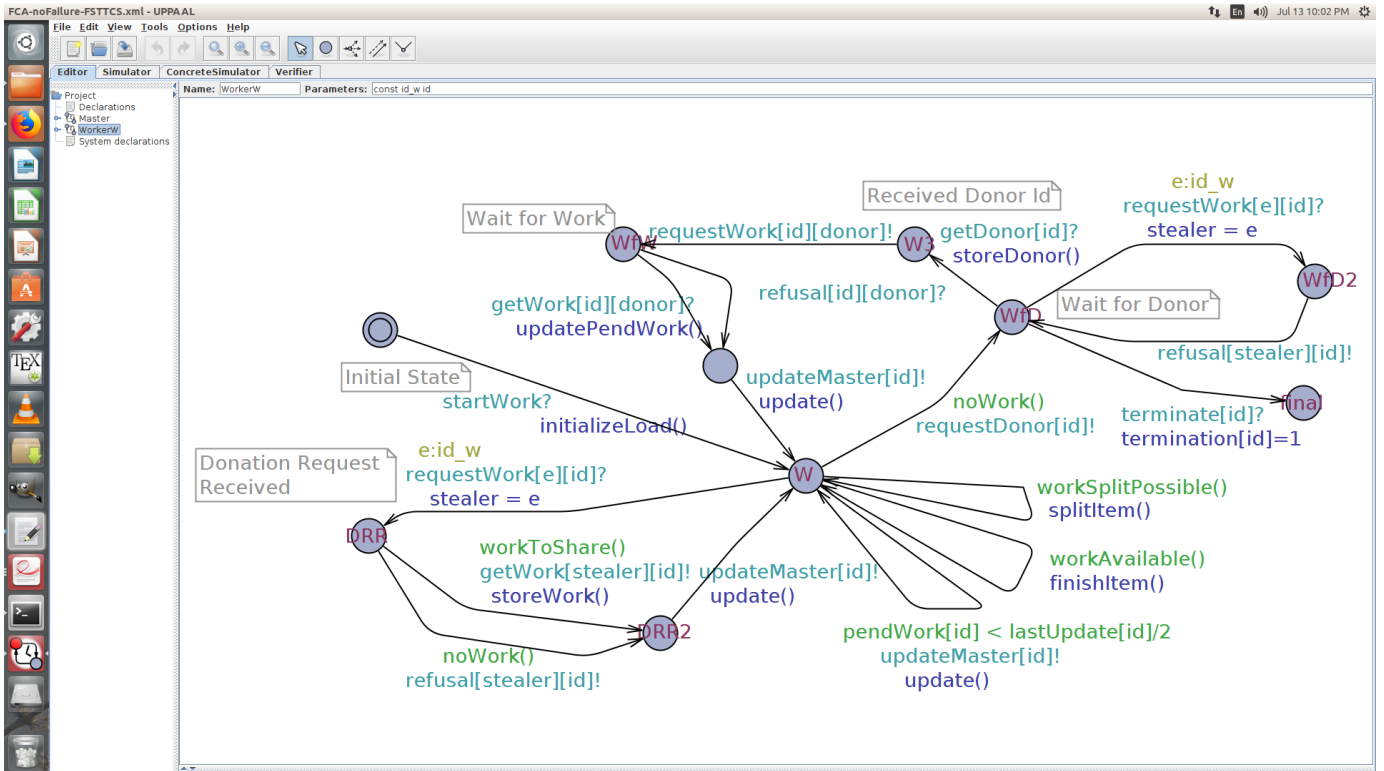 FCA-noFailure-FSTTCS.xml - UPPAAL
En
Jul 13 10:02 PM
File Edit View Tools Options Help
Editor Simulator ConcreteSimulator Verifier
Name: WorkerW Parameters: const id_w id
Project
Declarations
Master
WorkerW
System declarations
Wait for Work
Received Donor Id
e:id_w
requestWork[e][id]?
stealer = e
requestWork[id][donor]!
WfW
W3
getDonor[id]?
storeDonor()
WfD2
getWork[id][donor]?
updatePendWork()
refusal[id][donor]?
Wait for Donor
WfD
refusal[stealer][id]!
Initial State
startWork?
initializeLoad()
updateMaster[id]!
update()
noWork()
requestDonor[id]!
final
terminate[id]?
termination[id]=1
Donation Request
Received
e:id_w
requestWork[e][id]?
stealer = e
W
workSplitPossible()
splitItem()
DRR
workToShare()
getWork[stealer][id]!
storeWork()
updateMaster[id]!
update()
workAvailable()
finishItem()
DRR2
noWork()
refusal[stealer][id]!
pendWork[id] < lastUpdate[id]/2
updateMaster[id]!
update()
TEX